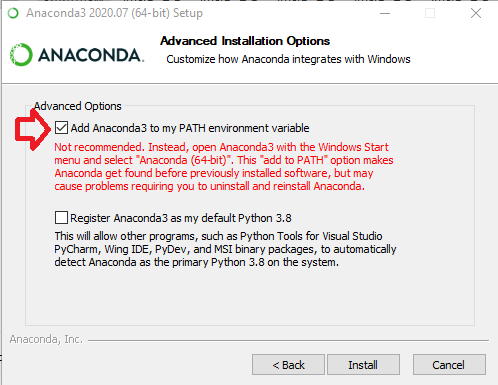 Anaconda3 2020.07 (64-bit) Setup
ANACONDA.
Advanced Installation Options
Customize how Anaconda integrates with Windows
Advanced Options
Add Anaconda3 to my PATH environment variable
Not recommended. Instead, open Anaconda3 with the Windows Start
menu and select "Anaconda (64-bit)". This "add to PATH" option makes
Anaconda get found before previously installed software, but may
cause problems requiring you to uninstall and reinstall Anaconda.
Register Anaconda3 as my default Python 3.8
This will allow other programs, such as Python Tools for Visual Studio
PyCharm, Wing IDE, PyDev, and MSI binary packages, to automatically
detect Anaconda as the primary Python 3.8 on the system.
Anaconda, Inc.
< Back
Install
Cancel